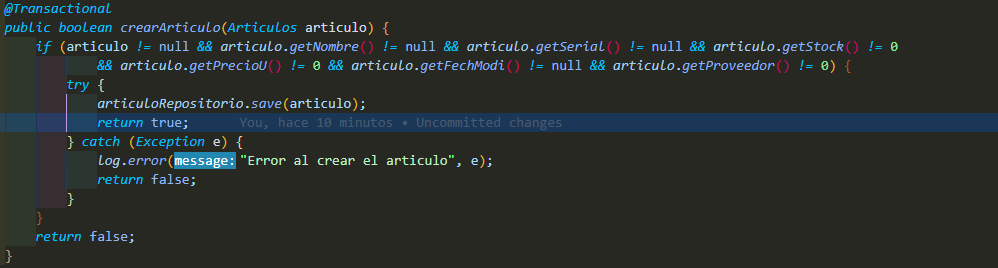 @Transactional
public boolean crearArticulo(Articulos articulo) {
    if (articulo != null && articulo.getNombre() != null && articulo.getSerial() != null && articulo.getStock() != 0
            && articulo.getPrecioU() != 0 && articulo.getFechModi() != null && articulo.getProveedor() != 0) {
        try {
            articuloRepositorio.save(articulo);
            return true;     You, hace 10 minutos • Uncommitted changes
        } catch (Exception e) {
            log.error(message: "Error al crear el articulo", e);
            return false;
        }
    }
    return false;
}